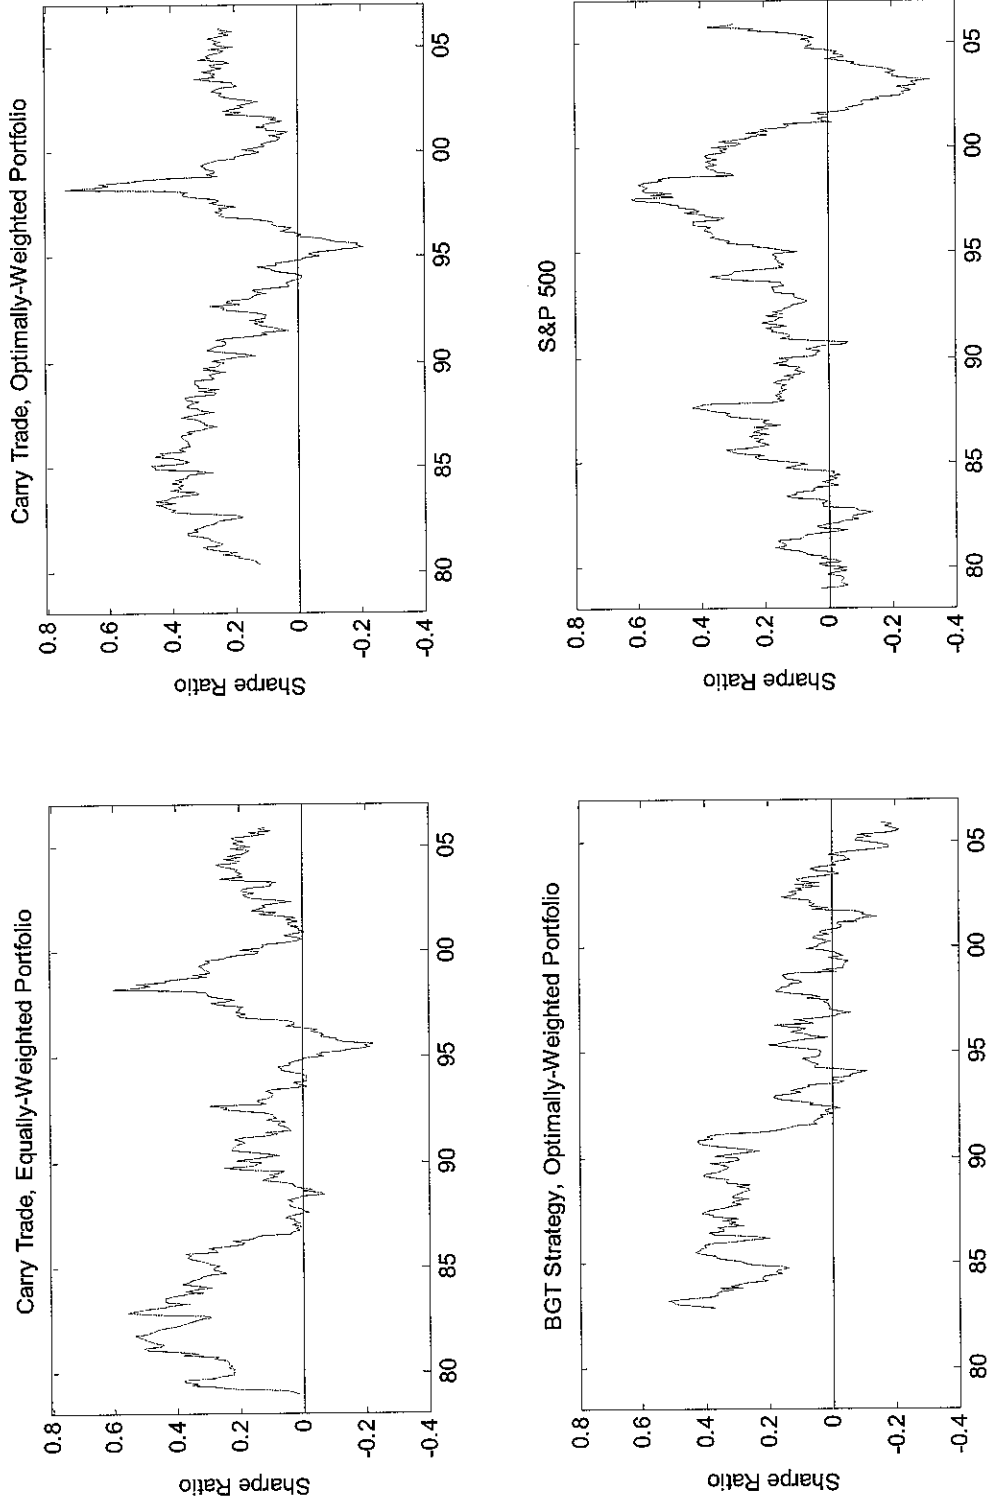 Carry Trade, Equally-Weighted Portfolio
Sharpe Ratio
0.8
0.6
0.4
0.2
0
-0.2
-0.4
80 85 90 95 00 05
Carry Trade, Optimally-Weighted Portfolio
Sharpe Ratio
0.8
0.6
0.4
0.2
0
-0.2
-0.4
80 85 90 95 00 05
BGT Strategy, Optimally-Weighted Portfolio
Sharpe Ratio
0.8
0.6
0.4
0.2
0
-0.2
-0.4
80 85 90 95 00 05
S&P 500
Sharpe Ratio
0.8
0.6
0.4
0.2
0
-0.2
-0.4
80 85 90 95 00 05